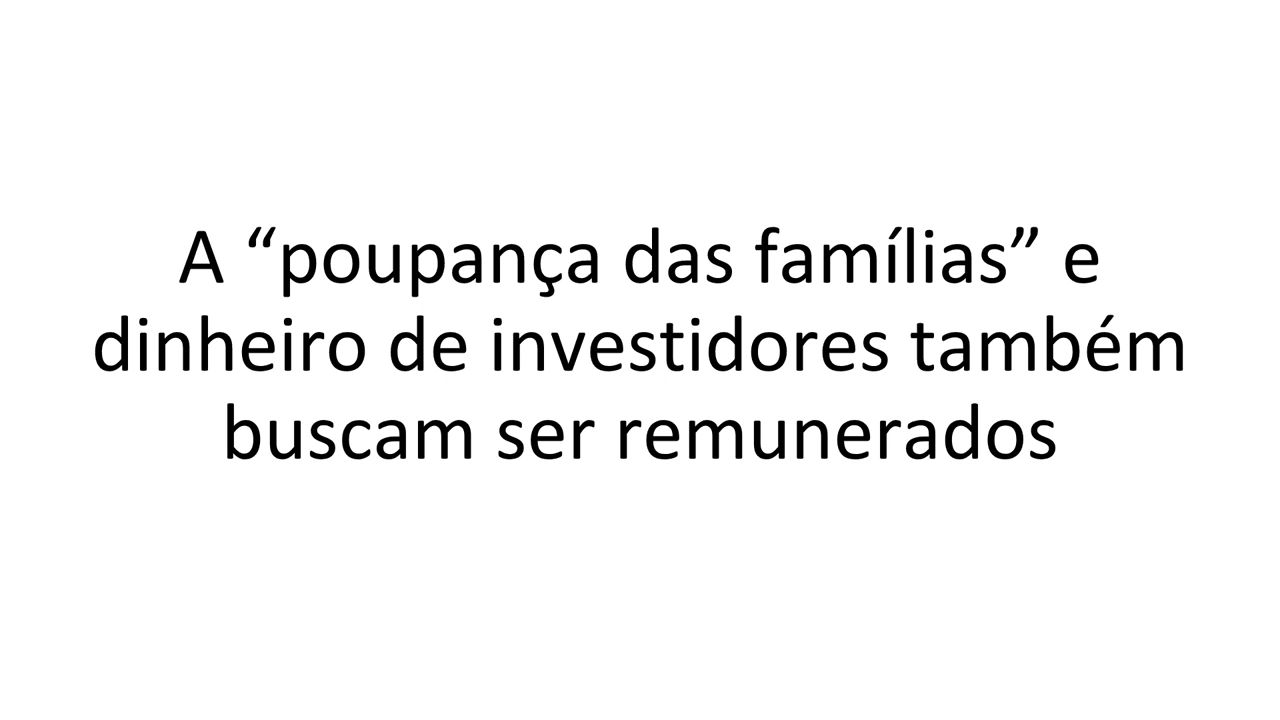 A “poupança das famílias” e
dinheiro de investidores também
buscam ser remunerados